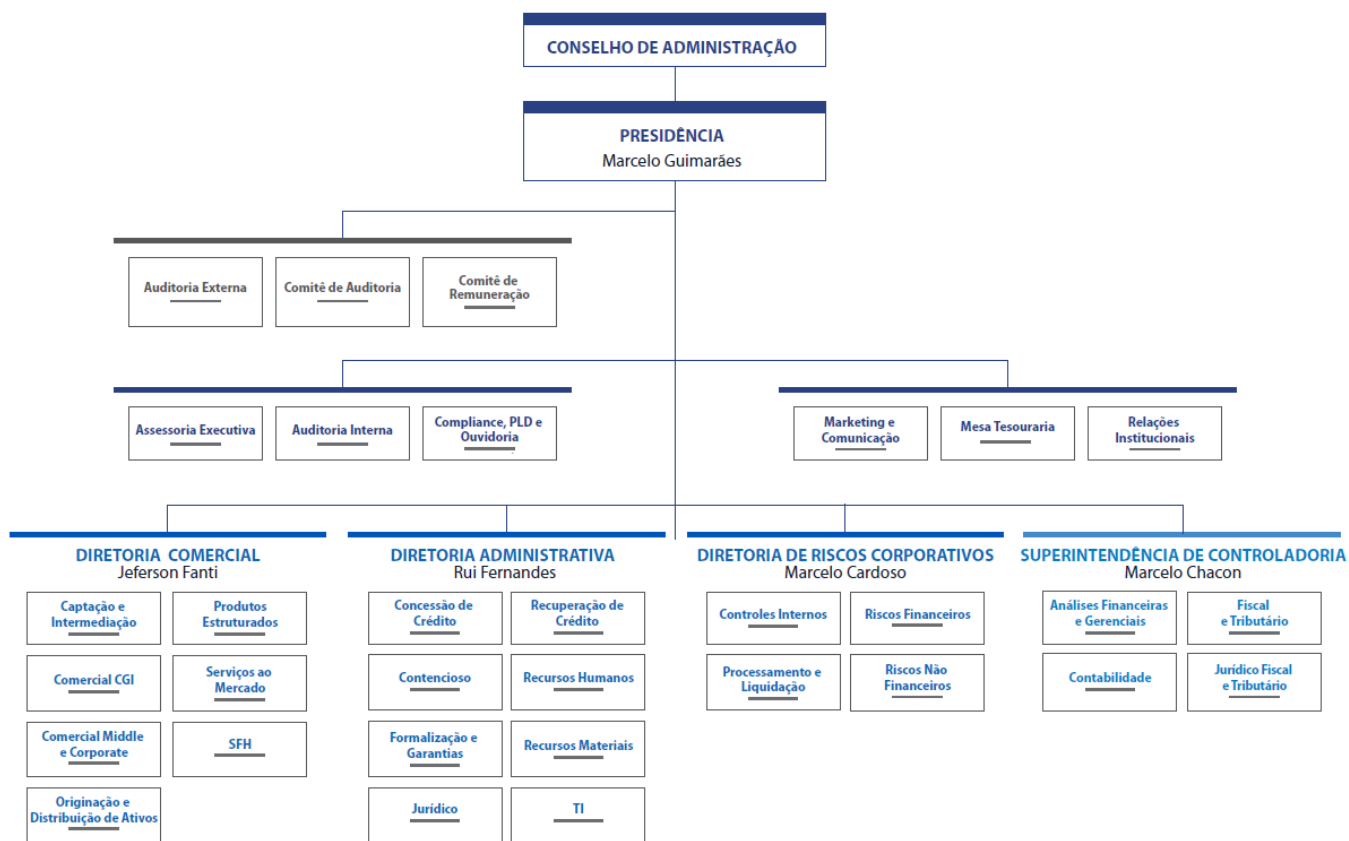 CONSELHO DE ADMINISTRAÇÃO
PRESIDÊNCIA
Marcelo Guimarães
Auditoria Externa
Comitê de Auditoria
Comitê de
Remuneração
Assessoria Executiva
Auditoria Interna
Compliance, PLD e
Ouvidoria
Marketing e
Comunicação
Mesa Tesouraria
Relações
Institucionais
DIRETORIA COMERCIAL
Jeferson Fanti
Captação e
Intermediação
Produtos
Estruturados
Comercial CGI
Serviços ao
Mercado
Comercial Middle
e Corporate
SFH
Originação e
Distribuição de Ativos
DIRETORIA ADMINISTRATIVA
Rui Fernandes
Concessão de
Crédito
Recuperação de
Crédito
Contencioso
Recursos Humanos
Formalização e
Garantias
Recursos Materiais
Jurídico
TI
DIRETORIA DE RISCOS CORPORATIVOS
Marcelo Cardoso
Controles Internos
Riscos Financeiros
Processamento e
Liquidação
Riscos Não
Financeiros
SUPERINTENDÊNCIA DE CONTROLADORIA
Marcelo Chacon
Análises Financeiras
e Gerenciais
Fiscal
e Tributário
Contabilidade
Jurídico Fiscal
e Tributário